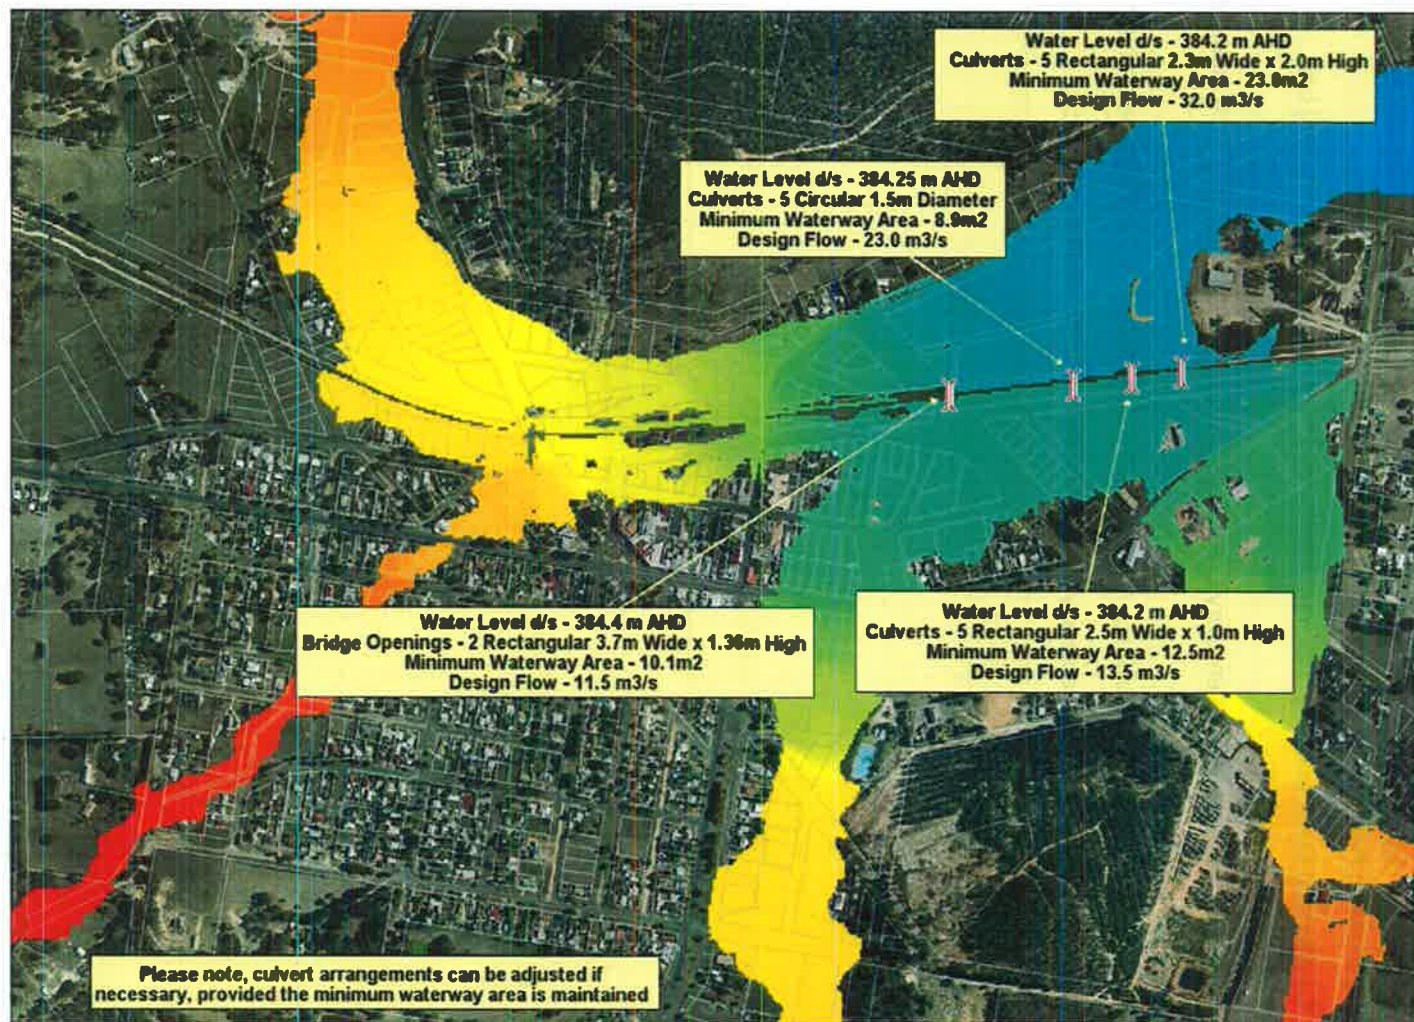 Water Level d/s - 384.2 m AHD
Culverts - 5 Rectangular 2.3m Wide x 2.0m High
Minimum Waterway Area - 23.0m2
Design Flow - 32.0 m3/s
Water Level d/s - 384.25 m AHD
Culverts - 5 Circular 1.5m Diameter
Minimum Waterway Area - 8.9m2
Design Flow - 23.0 m3/s
Water Level d/s - 384.4 m AHD
Bridge Openings - 2 Rectangular 3.7m Wide x 1.36m High
Minimum Waterway Area - 10.1m2
Design Flow - 11.5 m3/s
Water Level d/s - 384.2 m AHD
Culverts - 5 Rectangular 2.5m Wide x 1.0m High
Minimum Waterway Area - 12.5m2
Design Flow - 13.5 m3/s
Please note, culvert arrangements can be adjusted if
necessary, provided the minimum waterway area is maintained